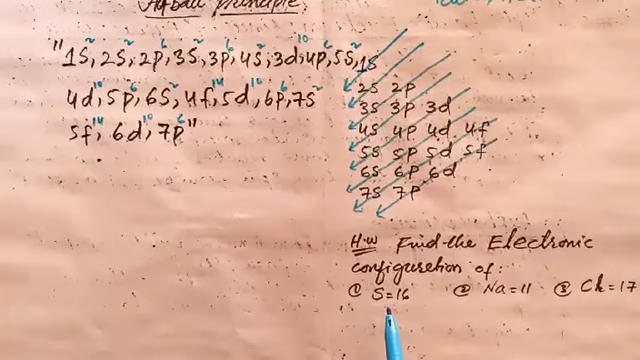 principle
"1s², 2s², 2p⁶, 3s², 3p⁶, 4s², 3d¹⁰, 4p⁶, 5s²,
4d¹⁰, 5p⁶, 6s², 4f¹⁴, 5d¹⁰, 6p⁶, 7s²
5f¹⁴, 6d¹⁰, 7p⁶"
1s
2s 2p
3s 3p 3d
4s 4p 4d 4f
5s 5p 5d 5f
6s 6p 6d
7s 7p
H.W Find the Electronic
configuration of:
① S=16 ② Na=11 ③ Ch=17